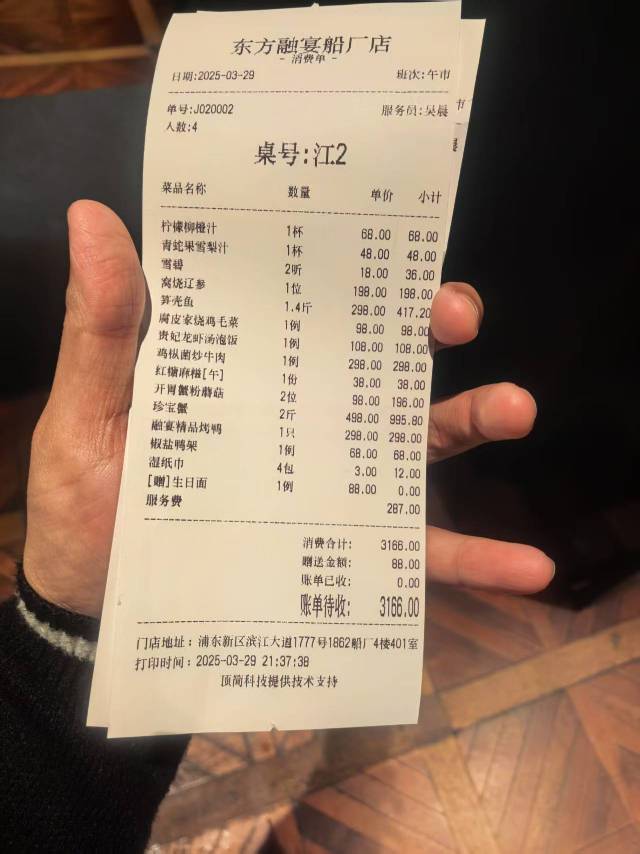 东方融宴船厂店
- 消费单 -
日期:2025-03-29 班次:午市
单号:J020002 服务员:吴晨
人数:4
桌号:江2
菜品名称 数量 单价 小计
柠檬柳橙汁 1杯 68.00 68.00
青蛇果雪梨汁 1杯 48.00 48.00
雪碧 2听 18.00 36.00
窝烧辽参 1位 198.00 198.00
笋壳鱼 1.4斤 298.00 417.20
腐皮家烧鸡毛菜 1例 98.00 98.00
贵妃龙虾汤泡饭 1例 108.00 108.00
鸡枞菌炒牛肉 1例 298.00 298.00
红糖麻糍[午] 1份 38.00 38.00
开胃蟹粉蘑菇 2位 98.00 196.00
珍宝蟹 2斤 498.00 995.80
融宴精品烤鸭 1只 298.00 298.00
椒盐鸭架 1例 68.00 68.00
湿纸巾 4包 3.00 12.00
[赠]生日面 1例 88.00 0.00
服务费 287.00
消费合计: 3166.00
赠送金额: 88.00
账单已收: 0.00
账单待收: 3166.00
门店地址：浦东新区滨江大道1777号1862船厂4楼401室
打印时间：2025-03-29 21:37:38
顶简科技提供技术支持